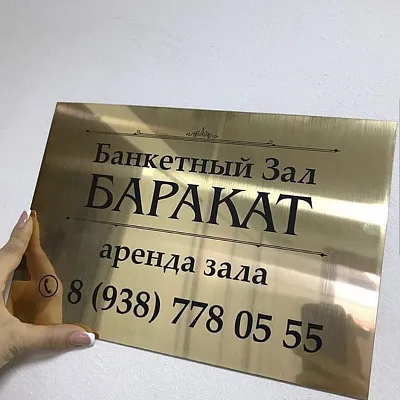 Банкетный Зал
БАРАКАТ
аренда зала
8 (938) 778 05 55